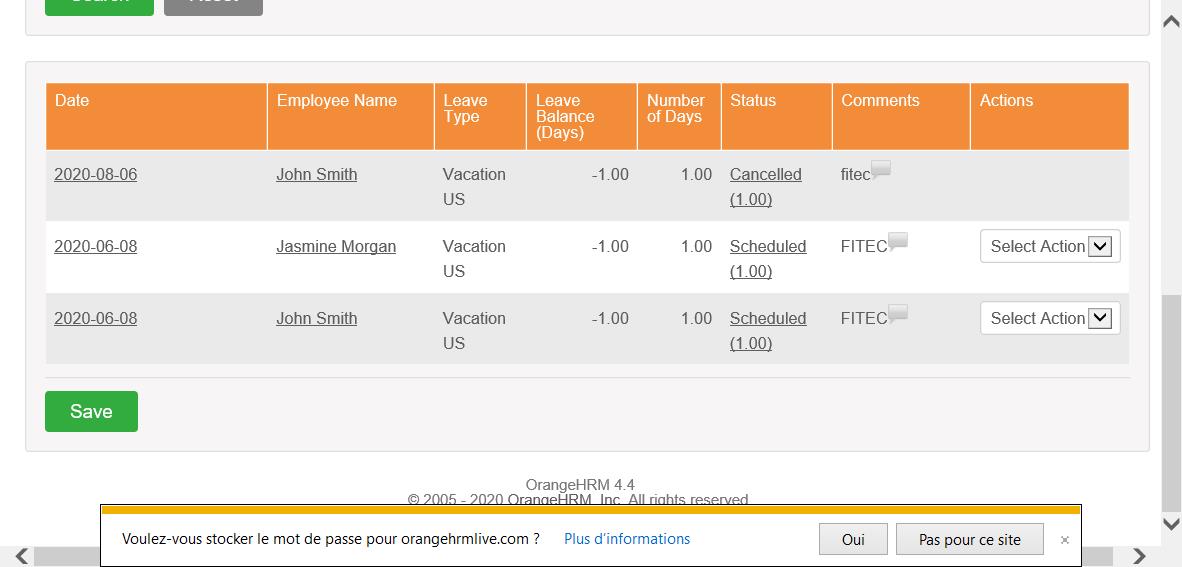 Search Reset
Date Employee Name Leave Type Leave Balance (Days) Number of Days Status Comments Actions
2020-08-06 John Smith Vacation US -1.00 1.00 Cancelled (1.00) fitec
2020-06-08 Jasmine Morgan Vacation US -1.00 1.00 Scheduled (1.00) FITEC Select Action
2020-06-08 John Smith Vacation US -1.00 1.00 Scheduled (1.00) FITEC Select Action
Save
OrangeHRM 4.4
© 2005 - 2020 OrangeHRM, Inc. All rights reserved
Voulez-vous stocker le mot de passe pour orangehrmlive.com ? Plus d’informations Oui Pas pour ce site ×